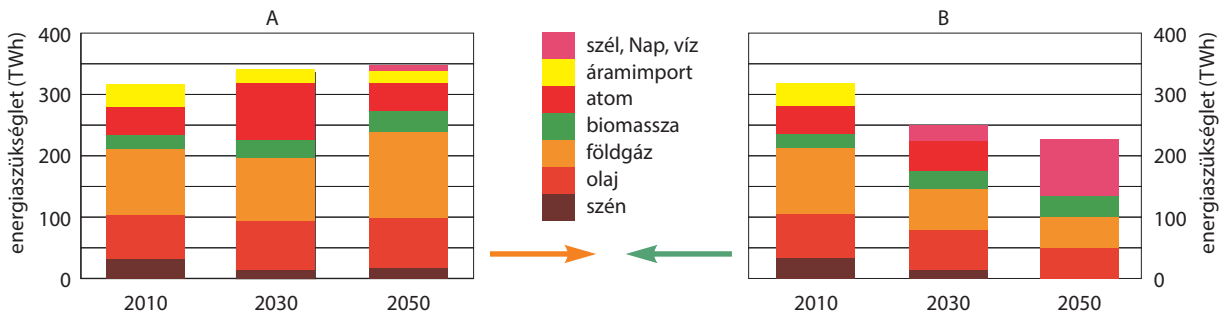 A
energiaszükséglet (TWh)
400
300
200
100
0
2010 2030 2050
szél, Nap, víz
áramimport
atom
biomassza
földgáz
olaj
szén
B
400
300
200
100
0
energiaszükséglet (TWh)
2010 2030 2050